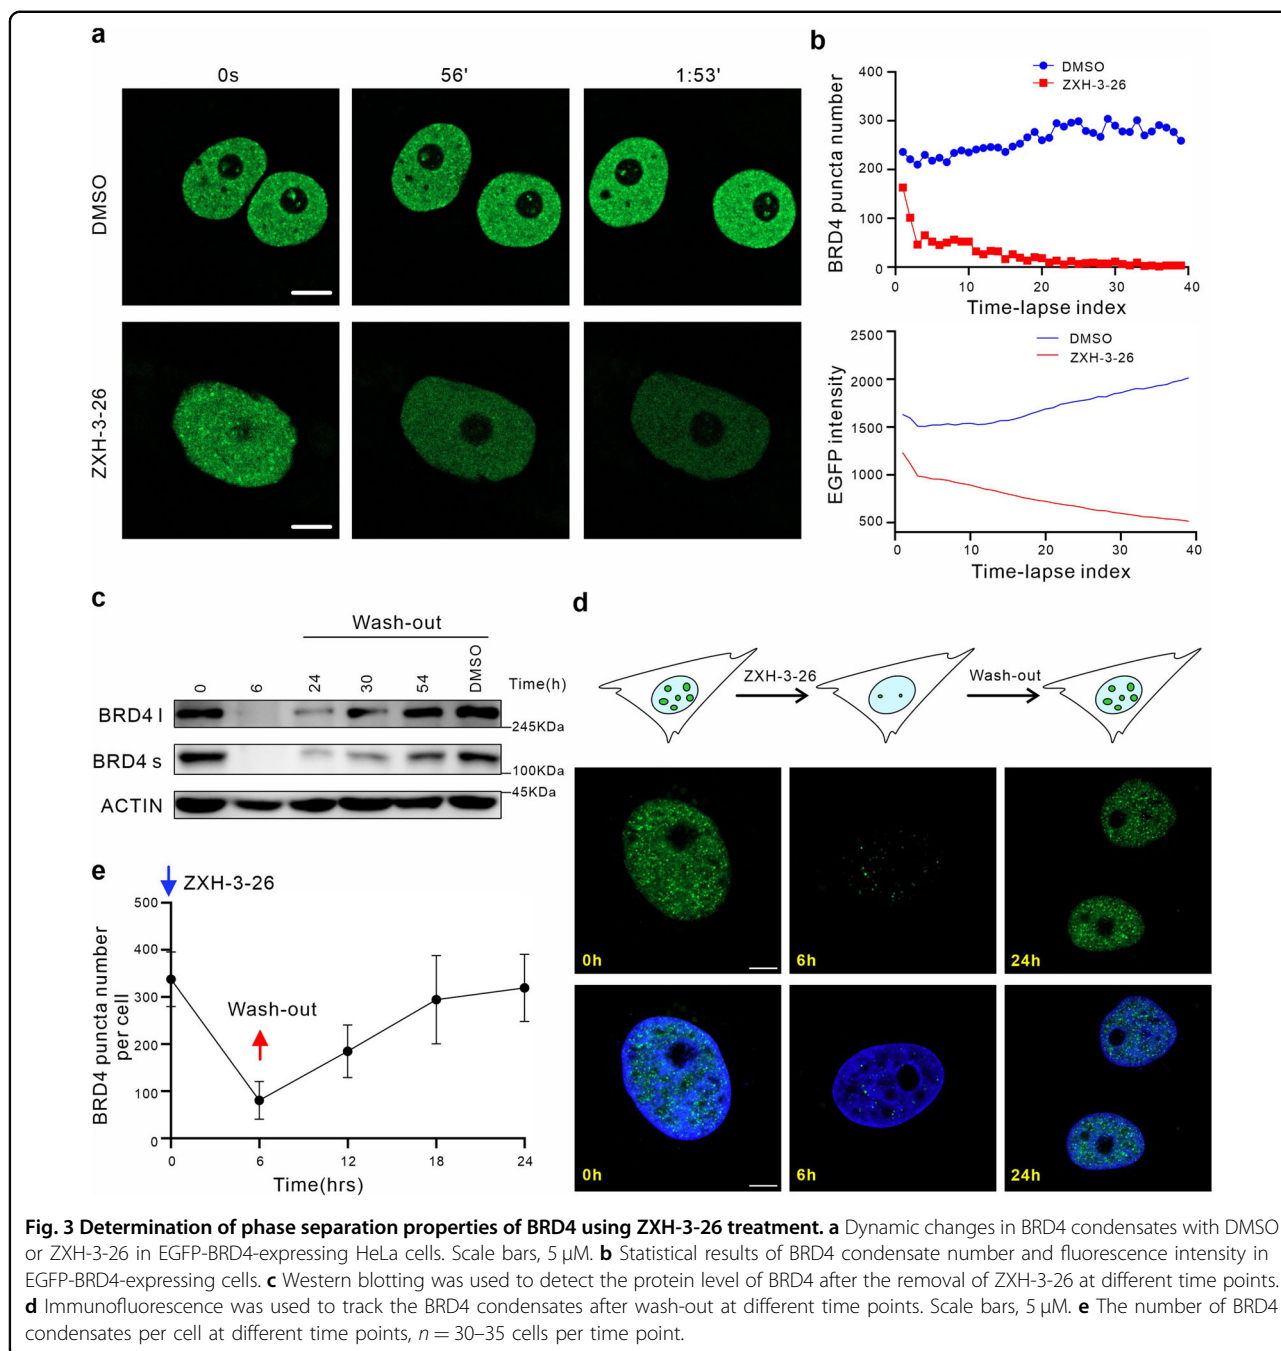 a
0s
56'
1:53'
DMSO
ZXH-3-26
b
DMSO
ZXH-3-26
BRD4 puncta number
400
300
200
100
0
0
10
20
30
40
Time-lapse index
DMSO
ZXH-3-26
EGFP intensity
2500
2000
1500
1000
500
0
10
20
30
40
Time-lapse index
c
Wash-out
0
6
24
30
54
DMSO
Time(h)
BRD4 l
245KDa
BRD4 s
100KDa
45KDa
ACTIN
d
ZXH-3-26
Wash-out
0h
6h
24h
0h
6h
24h
e
ZXH-3-26
BRD4 puncta number
per cell
500
400
300
200
100
0
Wash-out
0
6
12
18
24
Time(hrs)
Fig. 3 Determination of phase separation properties of BRD4 using ZXH-3-26 treatment. a Dynamic changes in BRD4 condensates with DMSO
or ZXH-3-26 in EGFP-BRD4-expressing HeLa cells. Scale bars, 5 μM. b Statistical results of BRD4 condensate number and fluorescence intensity in
EGFP-BRD4-expressing cells. c Western blotting was used to detect the protein level of BRD4 after the removal of ZXH-3-26 at different time points.
d Immunofluorescence was used to track the BRD4 condensates after wash-out at different time points. Scale bars, 5 μM. e The number of BRD4
condensates per cell at different time points, n = 30–35 cells per time point.